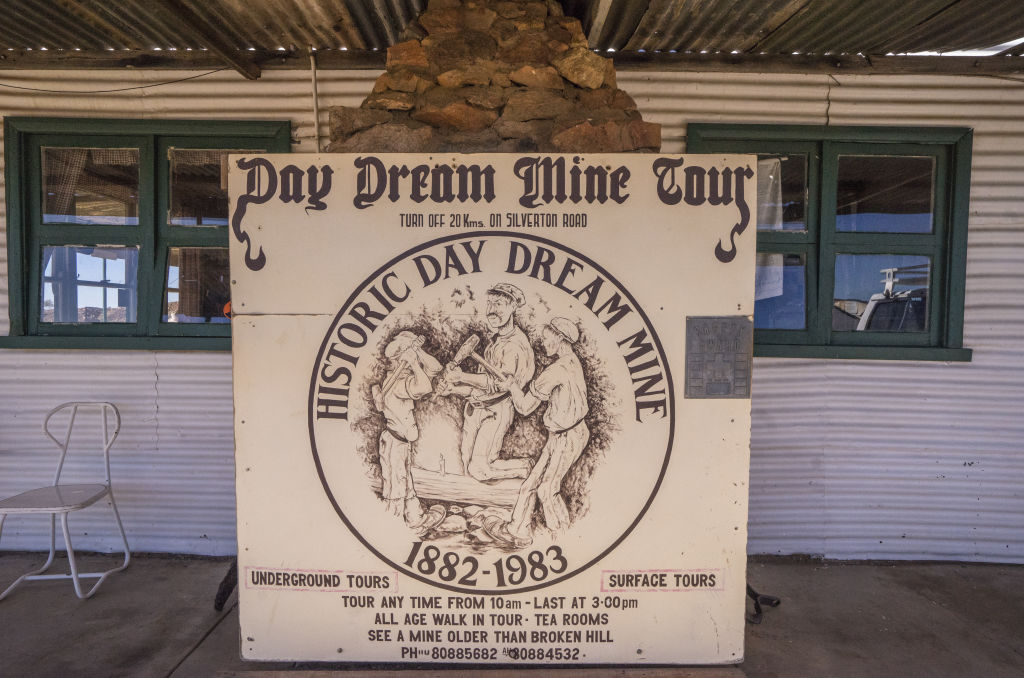 Day Dream Mine Tour
TURN OFF 20 Kms. ON SILVERTON ROAD
HISTORIC DAY DREAM MINE
1882-1983
UNDERGROUND TOURS
SURFACE TOURS
TOUR ANY TIME FROM 10am - LAST AT 3·00pm
ALL AGE WALK IN TOUR · TEA ROOMS
SEE A MINE OLDER THAN BROKEN HILL
PH 80885682 AH 80884532 ·